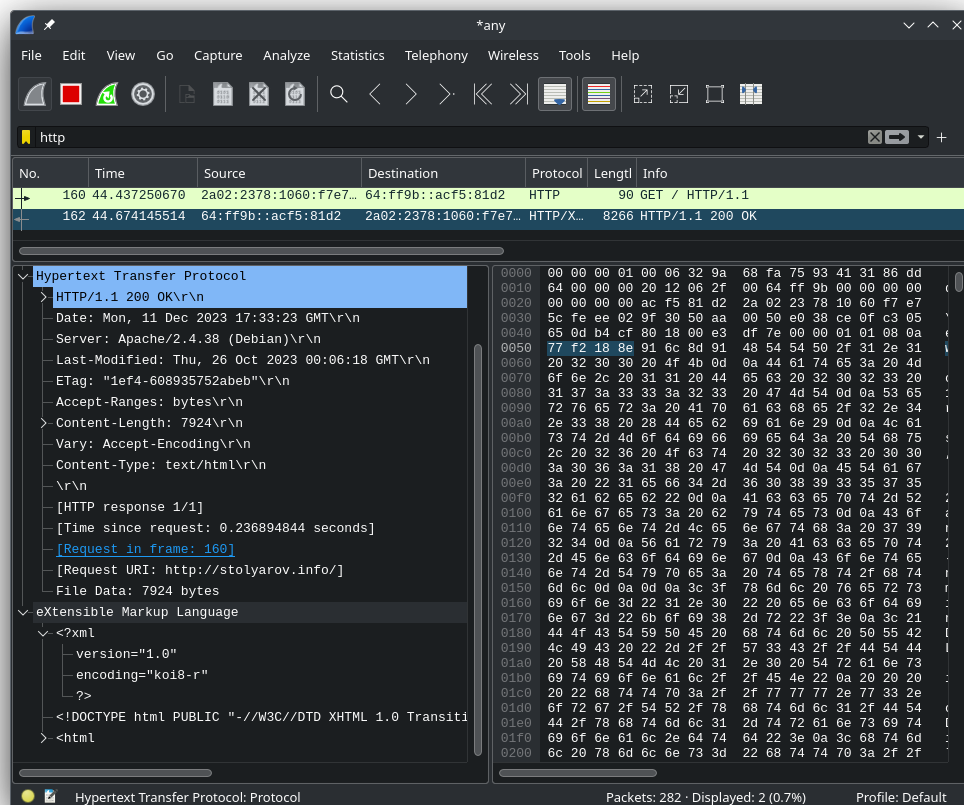 *any
File Edit View Go Capture Analyze Statistics Telephony Wireless Tools Help
http
No. Time Source Destination Protocol Lengtl Info
160 44.437250670 2a02:2378:1060:f7e7… 64:ff9b::acf5:81d2 HTTP 90 GET / HTTP/1.1
162 44.674145514 64:ff9b::acf5:81d2 2a02:2378:1060:f7e7… HTTP/X… 8266 HTTP/1.1 200 OK
Hypertext Transfer Protocol
HTTP/1.1 200 OK\r\n
Date: Mon, 11 Dec 2023 17:33:23 GMT\r\n
Server: Apache/2.4.38 (Debian)\r\n
Last-Modified: Thu, 26 Oct 2023 00:06:18 GMT\r\n
ETag: "1ef4-608935752abeb"\r\n
Accept-Ranges: bytes\r\n
Content-Length: 7924\r\n
Vary: Accept-Encoding\r\n
Content-Type: text/html\r\n
\r\n
[HTTP response 1/1]
[Time since request: 0.236894844 seconds]
[Request in frame: 160]
[Request URI: http://stolyarov.info/]
File Data: 7924 bytes
eXtensible Markup Language
<?xml
version="1.0"
encoding="koi8-r"
?>
<!DOCTYPE html PUBLIC "-//W3C//DTD XHTML 1.0 Transiti
<html
0000 00 00 00 01 00 06 32 9a 68 fa 75 93 41 31 86 dd
0010 64 00 00 00 20 12 06 2f 00 64 ff 9b 00 00 00 00
0020 00 00 00 00 ac f5 81 d2 2a 02 23 78 10 60 f7 e7
0030 5c fe ee 02 9f 30 50 aa 00 50 e0 38 ce 0f c3 05
0040 65 0d b4 cf 80 18 00 e3 df 7e 00 00 01 01 08 0a
0050 77 f2 18 8e 91 6c 8d 91 48 54 54 50 2f 31 2e 31
0060 20 32 30 30 20 4f 4b 0d 0a 44 61 74 65 3a 20 4d
0070 6f 6e 2c 20 31 31 20 44 65 63 20 32 30 32 33 20
0080 31 37 3a 33 33 3a 32 33 20 47 4d 54 0d 0a 53 65
0090 72 76 65 72 3a 20 41 70 61 63 68 65 2f 32 2e 34
00a0 2e 33 38 20 28 44 65 62 69 61 6e 29 0d 0a 4c 61
00b0 73 74 2d 4d 6f 64 69 66 69 65 64 3a 20 54 68 75
00c0 2c 20 32 36 20 4f 63 74 20 32 30 32 33 20 30 30
00d0 3a 30 36 3a 31 38 20 47 4d 54 0d 0a 45 54 61 67
00e0 3a 20 22 31 65 66 34 2d 36 30 38 39 33 35 37 35
00f0 32 61 62 65 62 22 0d 0a 41 63 63 65 70 74 2d 52
0100 61 6e 67 65 73 3a 20 62 79 74 65 73 0d 0a 43 6f
0110 6e 74 65 6e 74 2d 4c 65 6e 67 74 68 3a 20 37 39
0120 32 34 0d 0a 56 61 72 79 3a 20 41 63 63 65 70 74
0130 2d 45 6e 63 6f 64 69 6e 67 0d 0a 43 6f 6e 74 65
0140 6e 74 2d 54 79 70 65 3a 20 74 65 78 74 2f 68 74
0150 6d 6c 0d 0a 0d 0a 3c 3f 78 6d 6c 20 76 65 72 73
0160 69 6f 6e 3d 22 31 2e 30 22 20 65 6e 63 6f 64 69
0170 6e 67 3d 22 6b 6f 69 38 2d 72 22 3f 3e 0a 3c 21
0180 44 4f 43 54 59 50 45 20 68 74 6d 6c 20 50 55 42
0190 4c 49 43 20 22 2d 2f 2f 57 33 43 2f 2f 44 54 44
01a0 20 58 48 54 4d 4c 20 31 2e 30 20 54 72 61 6e 73
01b0 69 74 69 6f 6e 61 6c 2f 2f 45 4e 22 0a 20 20 20
01c0 20 22 68 74 74 70 3a 2f 2f 77 77 77 2e 77 33 2e
01d0 6f 72 67 2f 54 52 2f 78 68 74 6d 6c 31 2f 44 54
01e0 44 2f 78 68 74 6d 6c 31 2d 74 72 61 6e 73 69 74
01f0 69 6f 6e 61 6c 2e 64 74 64 22 3e 0a 3c 68 74 6d
0200 6c 20 78 6d 6c 6e 73 3d 22 68 74 74 70 3a 2f 2f
Hypertext Transfer Protocol: Protocol Packets: 282 · Displayed: 2 (0.7%) Profile: Default